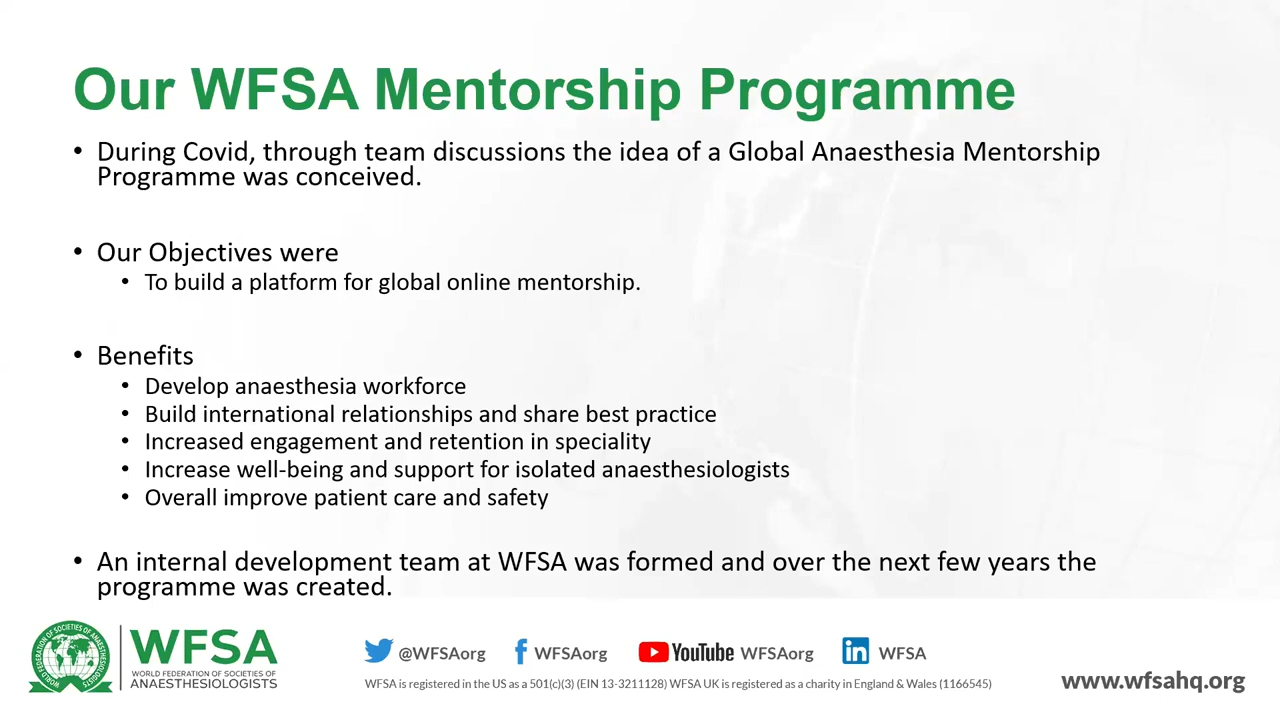 Our WFSA Mentorship Programme
• During Covid, through team discussions the idea of a Global Anaesthesia Mentorship
Programme was conceived.
• Our Objectives were
• To build a platform for global online mentorship.
• Benefits
• Develop anaesthesia workforce
• Build international relationships and share best practice
• Increased engagement and retention in speciality
• Increase well-being and support for isolated anaesthesiologists
• Overall improve patient care and safety
• An internal development team at WFSA was formed and over the next few years the
programme was created.
WORLD FEDERATION OF SOCIETIES OF ANAESTHESIOLOGISTS
WFSA
WORLD FEDERATION OF SOCIETIES OF
ANAESTHESIOLOGISTS
@WFSAorg
WFSAorg
YouTube WFSAorg
in WFSA
WFSA is registered in the US as a 501(c)(3) (EIN 13-3211128) WFSA UK is registered as a charity in England & Wales (1166545)
www.wfsahq.org